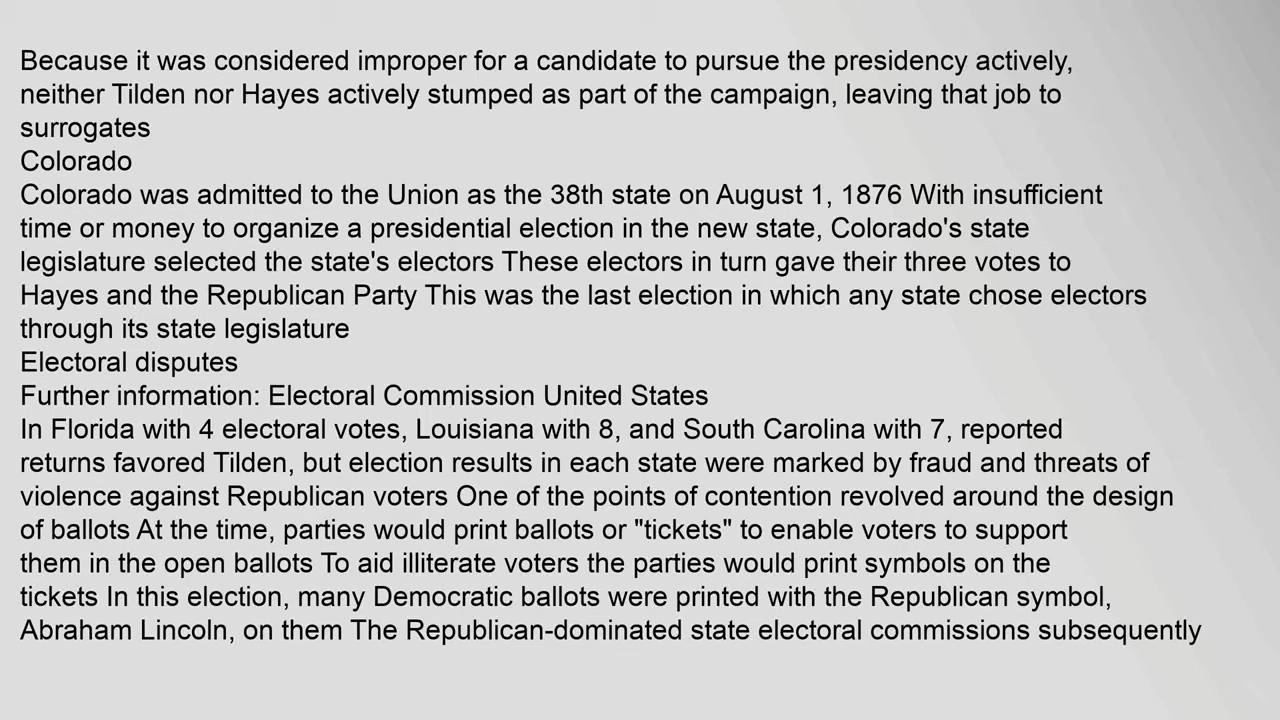 Because it was considered improper for a candidate to pursue the presidency actively,
neither Tilden nor Hayes actively stumped as part of the campaign, leaving that job to
surrogates
Colorado
Colorado was admitted to the Union as the 38th state on August 1, 1876 With insufficient
time or money to organize a presidential election in the new state, Colorado's state
legislature selected the state's electors These electors in turn gave their three votes to
Hayes and the Republican Party This was the last election in which any state chose electors
through its state legislature
Electoral disputes
Further information: Electoral Commission United States
In Florida with 4 electoral votes, Louisiana with 8, and South Carolina with 7, reported
returns favored Tilden, but election results in each state were marked by fraud and threats of
violence against Republican voters One of the points of contention revolved around the design
of ballots At the time, parties would print ballots or "tickets" to enable voters to support
them in the open ballots To aid illiterate voters the parties would print symbols on the
tickets In this election, many Democratic ballots were printed with the Republican symbol,
Abraham Lincoln, on them The Republican-dominated state electoral commissions subsequently